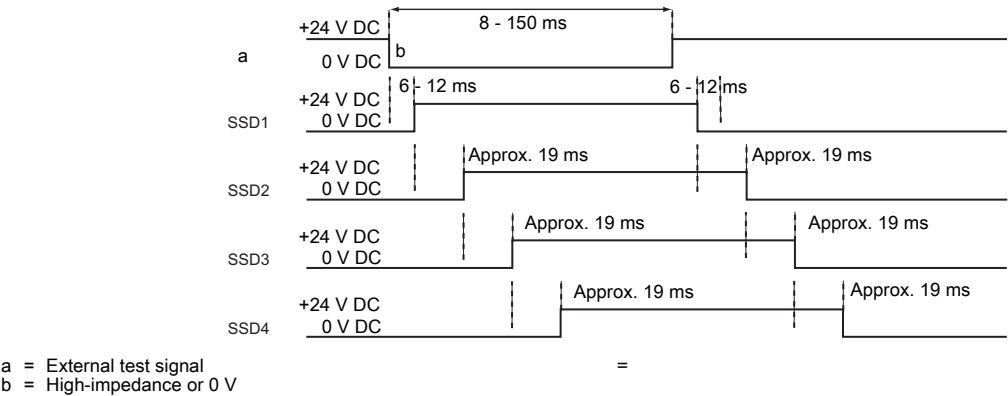 +24 V DC
8 - 150 ms
a
b
0 V DC
6 - 12 ms
6 - 12 ms
+24 V DC
SSD1
0 V DC
Approx. 19 ms
Approx. 19 ms
+24 V DC
SSD2
0 V DC
Approx. 19 ms
Approx. 19 ms
+24 V DC
SSD3
0 V DC
Approx. 19 ms
Approx. 19 ms
+24 V DC
SSD4
0 V DC
a = External test signal
=
b = High-impedance or 0 V